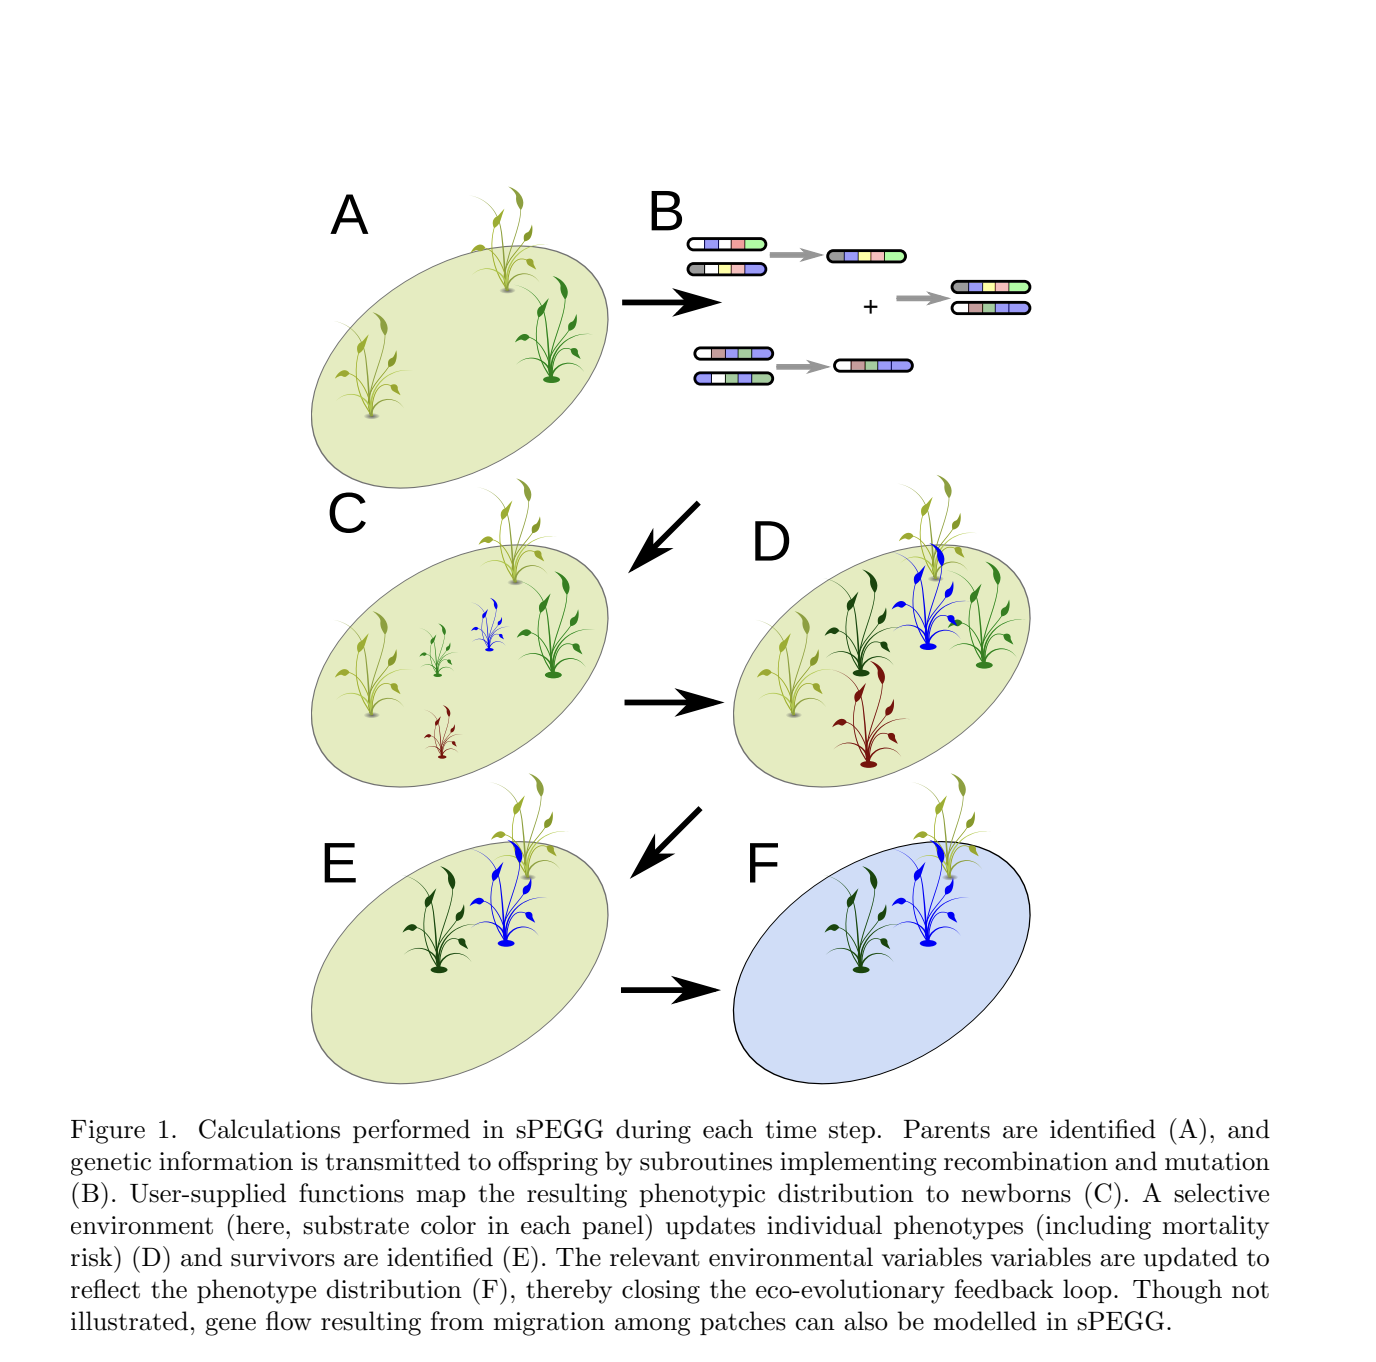 A
B
+
C
D
E
F
Figure 1. Calculations performed in sPEGG during each time step. Parents are identified (A), and
genetic information is transmitted to offspring by subroutines implementing recombination and mutation
(B). User-supplied functions map the resulting phenotypic distribution to newborns (C). A selective
environment (here, substrate color in each panel) updates individual phenotypes (including mortality
risk) (D) and survivors are identified (E). The relevant environmental variables variables are updated to
reflect the phenotype distribution (F), thereby closing the eco-evolutionary feedback loop. Though not
illustrated, gene flow resulting from migration among patches can also be modelled in sPEGG.